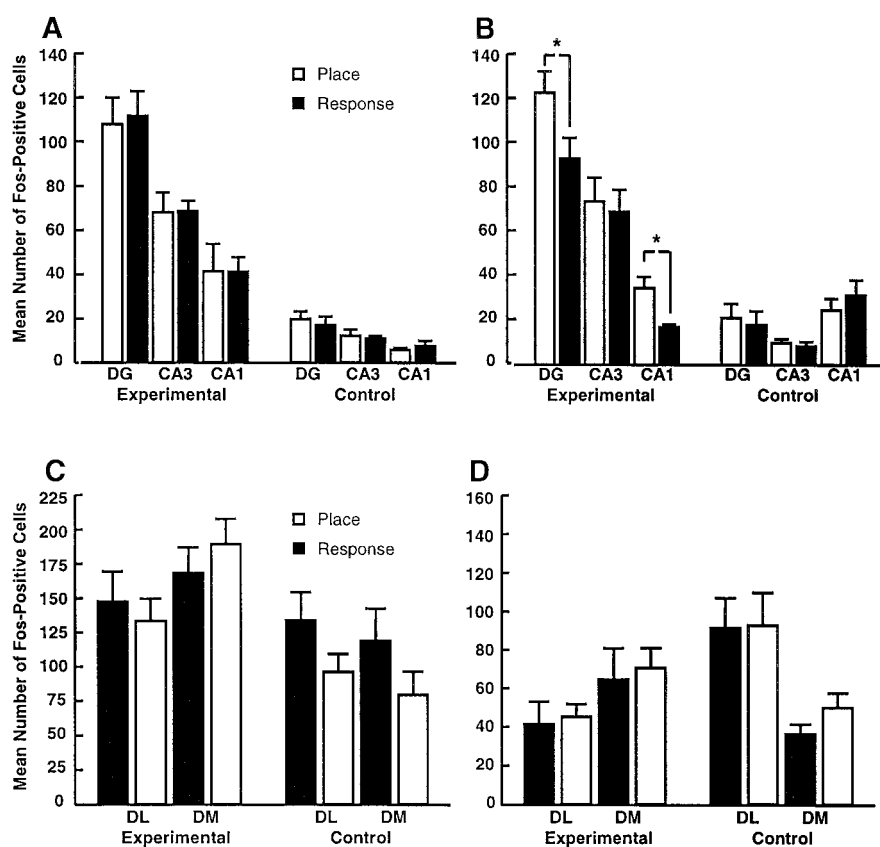 A
Mean Number of Fos-Positive Cells
140
120
100
80
60
40
20
0
Place
Response
DG CA3 CA1 DG CA3 CA1
Experimental Control
B
*
*
140
120
100
80
60
40
20
0
DG CA3 CA1 DG CA3 CA1
Experimental Control
C
Mean Number of Fos-Positive Cells
225
200
175
150
125
100
75
50
25
0
Place
Response
DL DM DL DM
Experimental Control
D
160
140
120
100
80
60
40
20
0
DL DM DL DM
Experimental Control